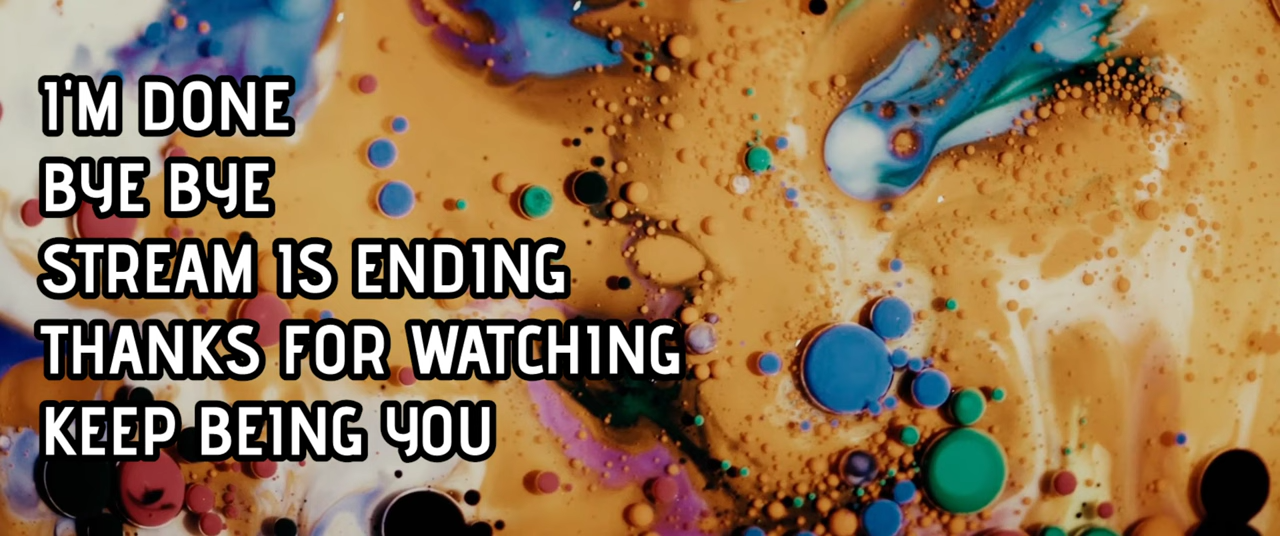 I'M DONE
BYE BYE
STREAM IS ENDING
THANKS FOR WATCHING
KEEP BEING YOU